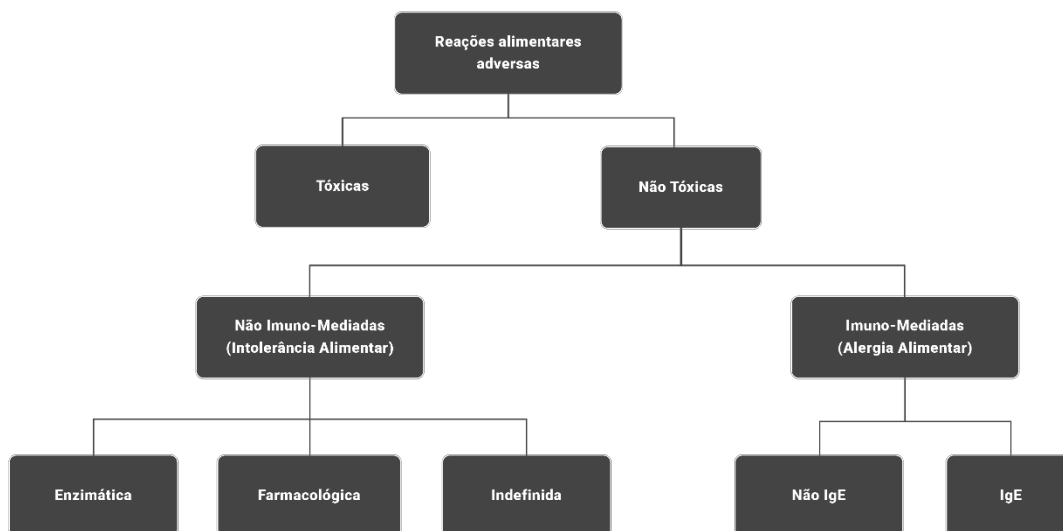 Reações alimentares
adversas
Tóxicas
Não Tóxicas
Não Imuno-Mediadas
(Intolerância Alimentar)
Imuno-Mediadas
(Alergia Alimentar)
Enzimática
Farmacológica
Indefinida
Não IgE
IgE